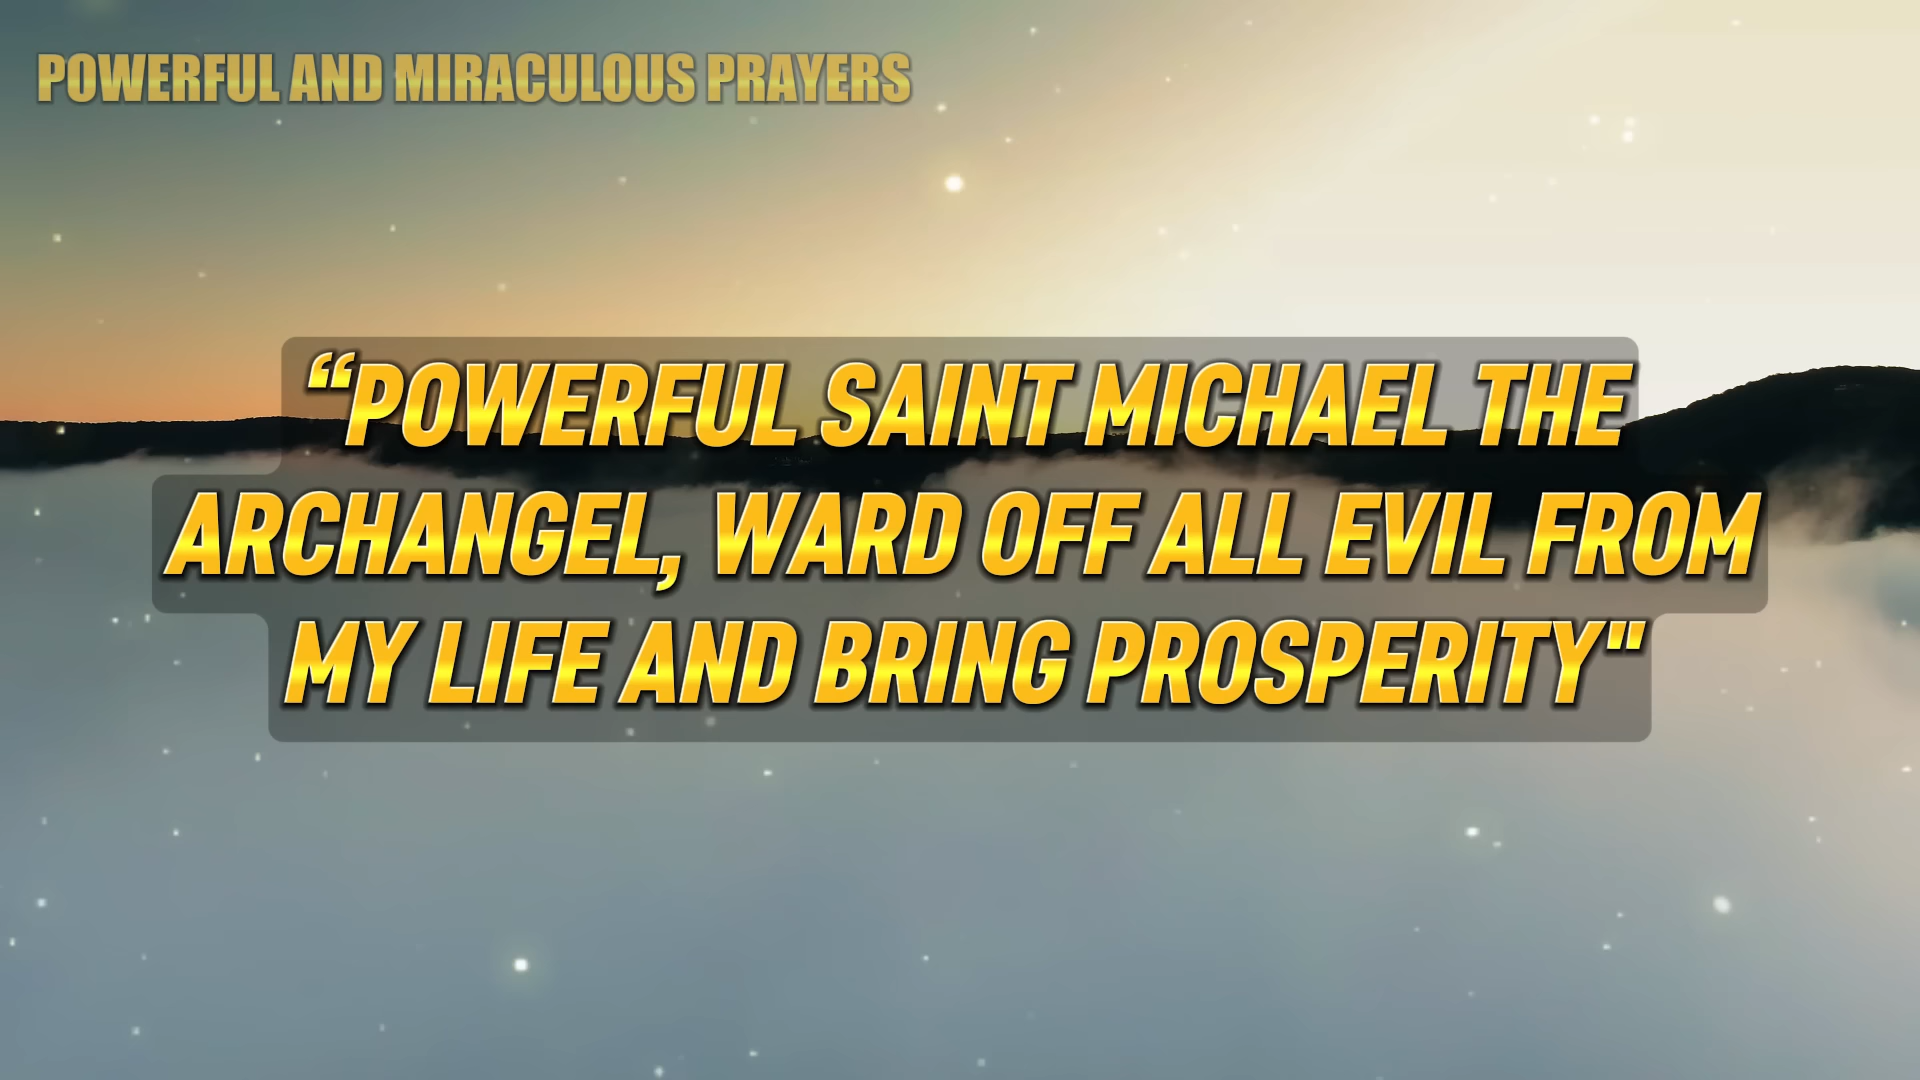 POWERFUL AND MIRACULOUS PRAYERS
“POWERFUL SAINT MICHAEL THE
ARCHANGEL, WARD OFF ALL EVIL FROM
MY LIFE AND BRING PROSPERITY"